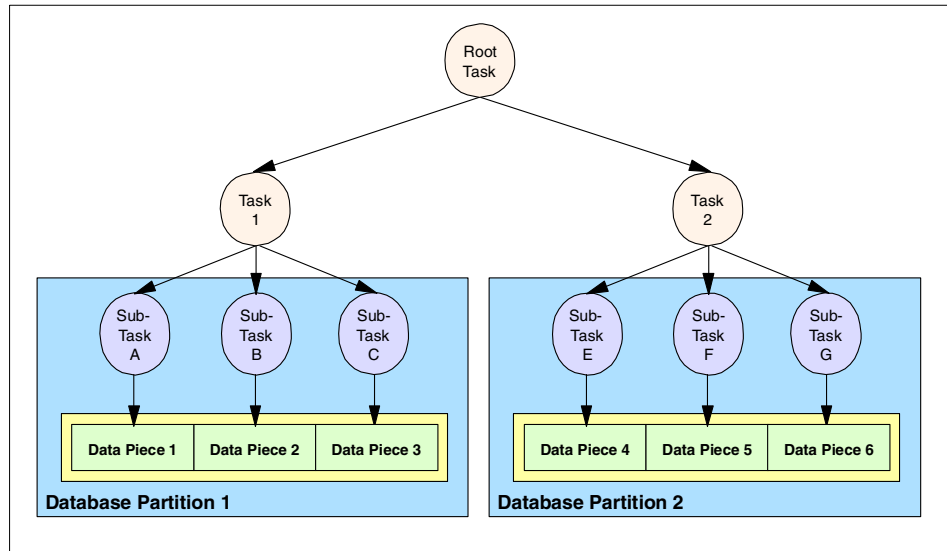 Root
Task
Task
1
Task
2
Sub-
Task
A
Sub-
Task
B
Sub-
Task
C
Sub-
Task
E
Sub-
Task
F
Sub-
Task
G
Data Piece 1
Data Piece 2
Data Piece 3
Data Piece 4
Data Piece 5
Data Piece 6
Database Partition 1
Database Partition 2